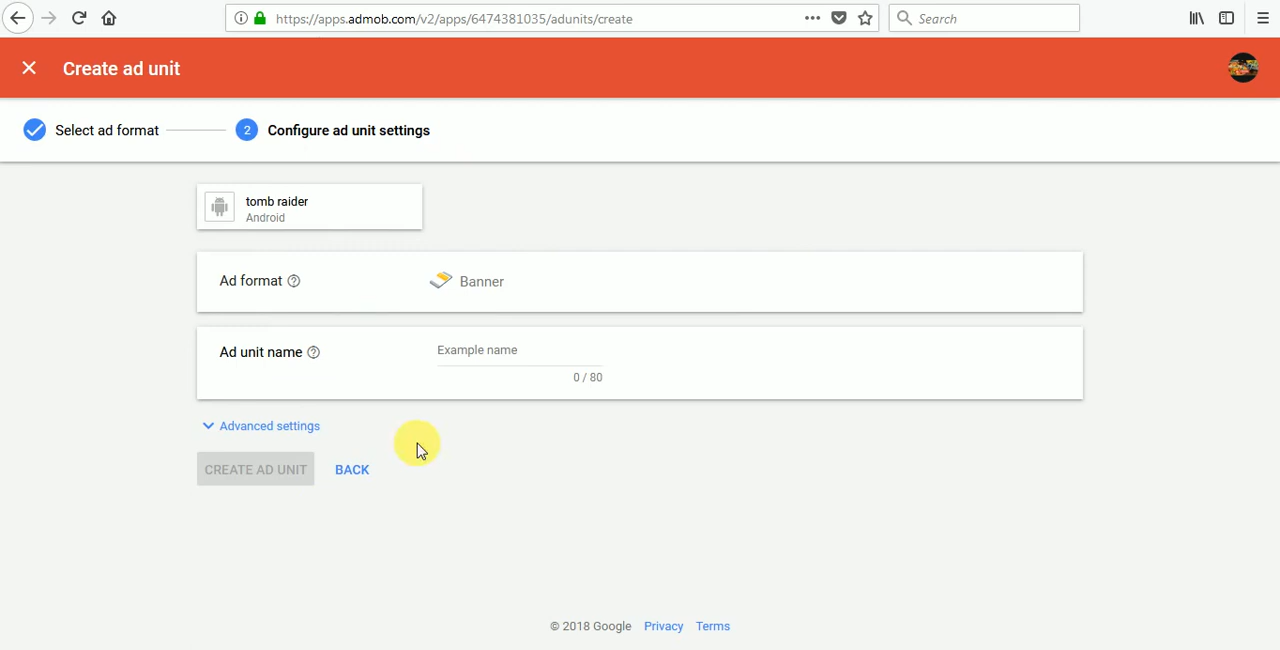 https://apps.admob.com/v2/apps/6474381035/adunits/create
Search
Create ad unit
Select ad format
2
Configure ad unit settings
tomb raider
Android
Ad format
Banner
Ad unit name
Example name
0 / 80
Advanced settings
CREATE AD UNIT
BACK
© 2018 Google Privacy Terms